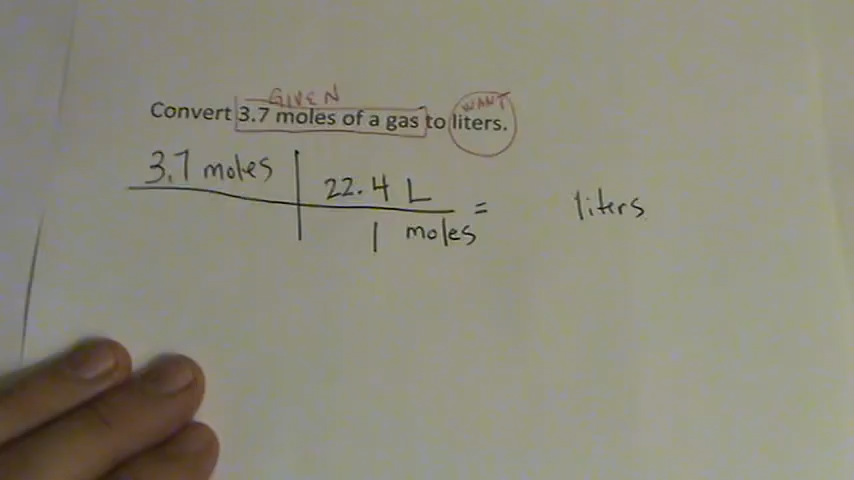 GIVEN WANT
Convert 3.7 moles of a gas to liters.
3.7 moles 22.4 L = liters
1 moles